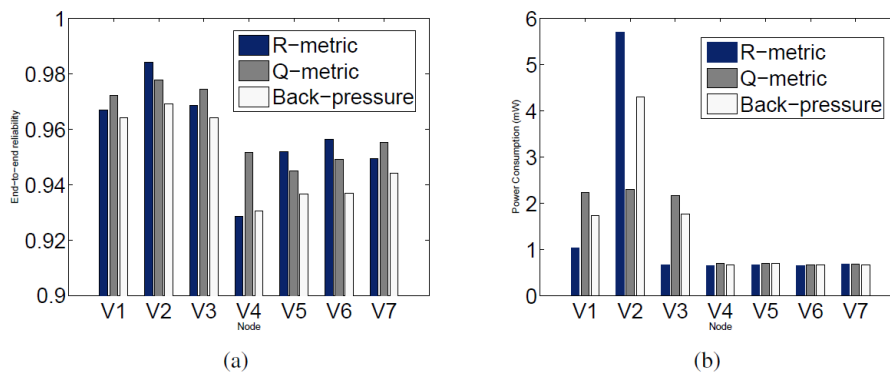 1
0.98
0.96
0.94
0.92
0.9
End-to-end reliability
R-metric
Q-metric
Back-pressure
V1 V2 V3 V4 V5 V6 V7
Node
(a)
6
5
4
3
2
1
0
Power Consumption (mW)
R-metric
Q-metric
Back-pressure
V1 V2 V3 V4 V5 V6 V7
Node
(b)